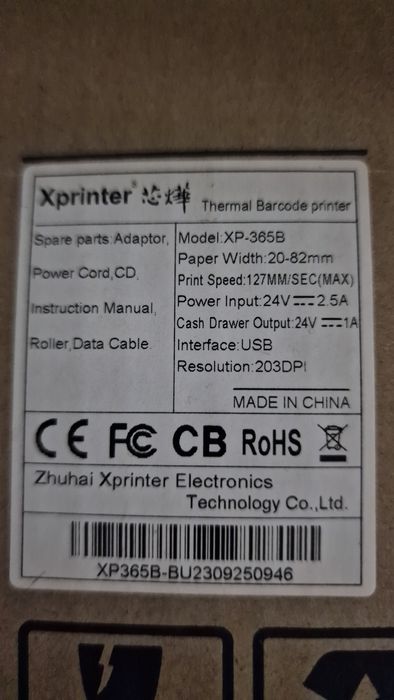 Xprinter® 芯烨 Thermal Barcode printer
Spare parts Adaptor,
Power Cord,CD,
Instruction Manual,
Roller,Data Cable.
Model:XP-365B
Paper Width:20-82mm
Print Speed:127MM/SEC(MAX)
Power Input:24V⎓2.5A
Cash Drawer Output:24V⎓1A
Interface:USB
Resolution:203DPI
MADE IN CHINA
CE FC CB RoHS
Zhuhai Xprinter Electronics
Technology Co.,Ltd.
XP365B-BU2309250946